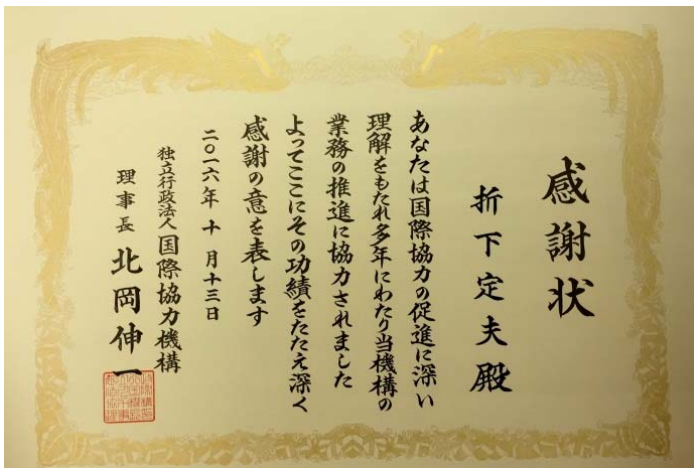 感謝状
折下定夫殿
あなたは国際協力の促進に深い
理解をもたれ多年にわたり当機構の
業務の推進に協力されました
よってここにその功績をたたえ深く
感謝の意を表します
二〇一六年十月十三日
独立行政法人国際協力機構
理事長 北岡伸一